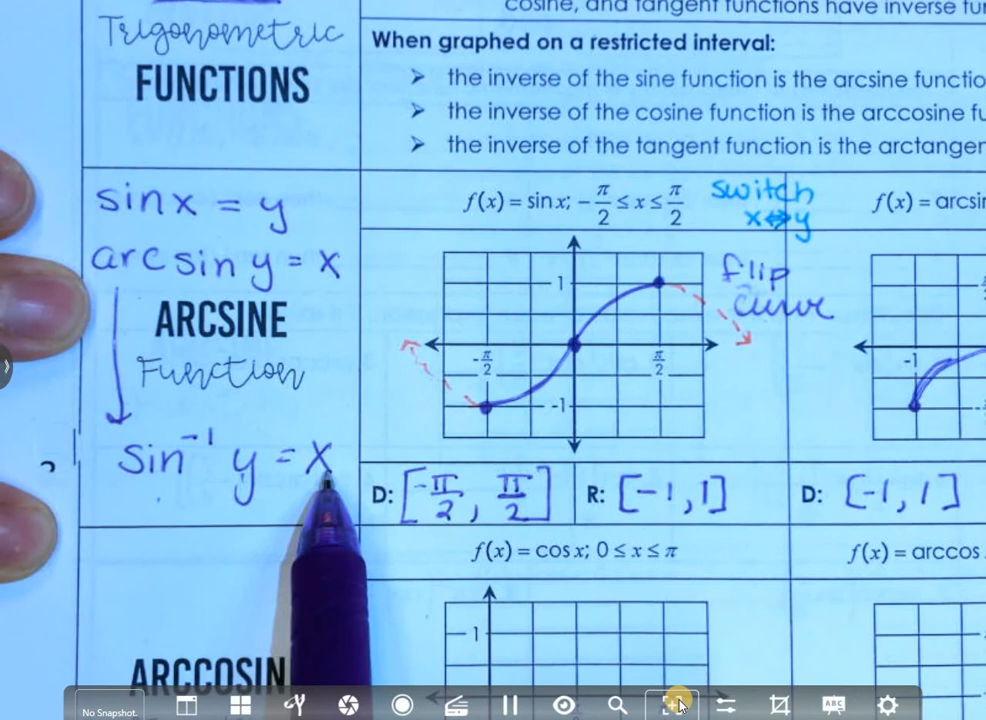 cosine, and tangent functions have inverse fu
Trigonometric
FUNCTIONS
When graphed on a restricted interval:
➢ the inverse of the sine function is the arcsine functio
➢ the inverse of the cosine function is the arccosine fu
➢ the inverse of the tangent function is the arctangen
sin x = y
arcsin y = x
ARCSINE
Function
sin⁻¹ y = x
f(x) = sin x; -π/2 ≤ x ≤ π/2
switch
x⇔y
f(x) = arcsin
flip
curve
1
-π/2
π/2
-1
-1
D: [-π/2, π/2]
R: [-1, 1]
D: [-1, 1]
f(x) = cos x; 0 ≤ x ≤ π
f(x) = arccos
1
ARCCOSIN
No Snapshot.
ABC